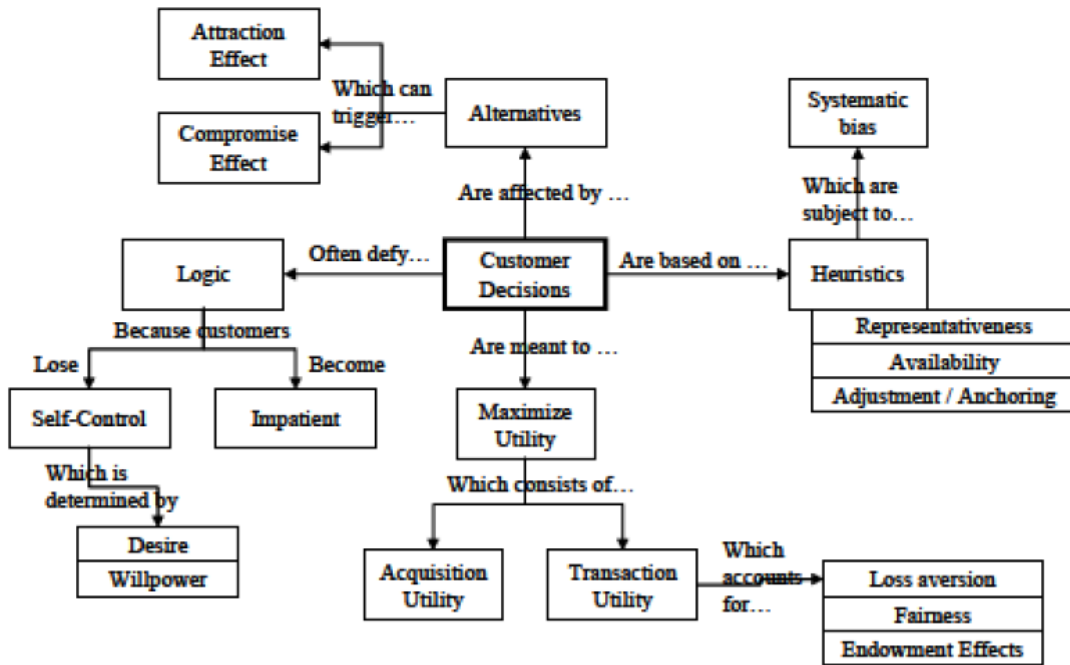 Attraction
Effect
Which can
trigger…
Alternatives
Systematic
bias
Compromise
Effect
Are affected by …
Which are
subject to…
Logic
Often defy…
Customer
Decisions
Are based on …
Heuristics
Representativeness
Availability
Adjustment / Anchoring
Because customers
Lose
Become
Are meant to …
Self-Control
Impatient
Maximize
Utility
Which is
determined by
Which consists of…
Desire
Willpower
Acquisition
Utility
Transaction
Utility
Which
accounts
for…
Loss aversion
Fairness
Endowment Effects